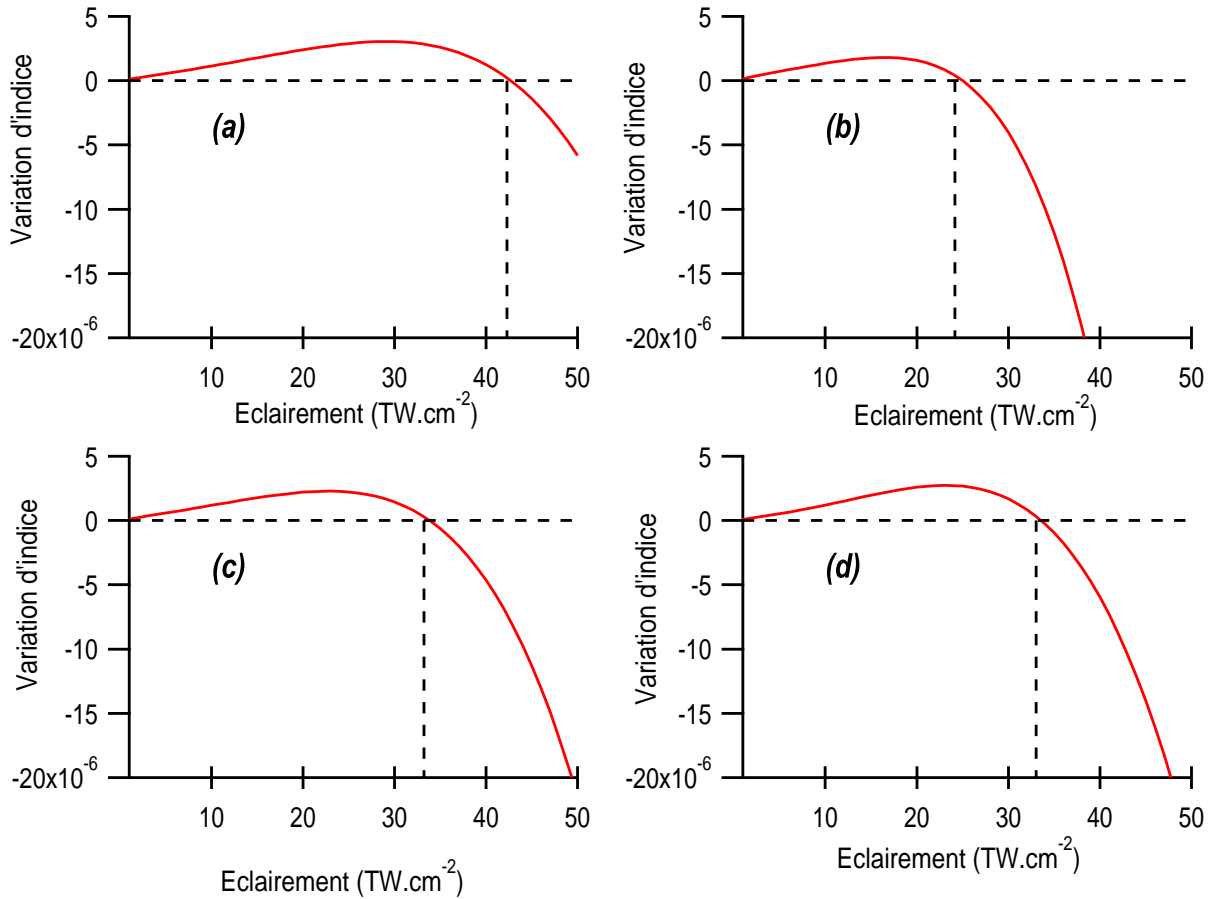 5
0
-5
-10
-15
-20x10-6
Variation d'indice
(a)
10 20 30 40 50
Eclairement (TW.cm-2)
5
0
-5
-10
-15
-20x10-6
Variation d'indice
(b)
10 20 30 40 50
Eclairement (TW.cm-2)
5
0
-5
-10
-15
-20x10-6
Variation d'indice
(c)
10 20 30 40 50
Eclairement (TW.cm-2)
5
0
-5
-10
-15
-20x10-6
Variation d'indice
(d)
10 20 30 40 50
Eclairement (TW.cm-2)